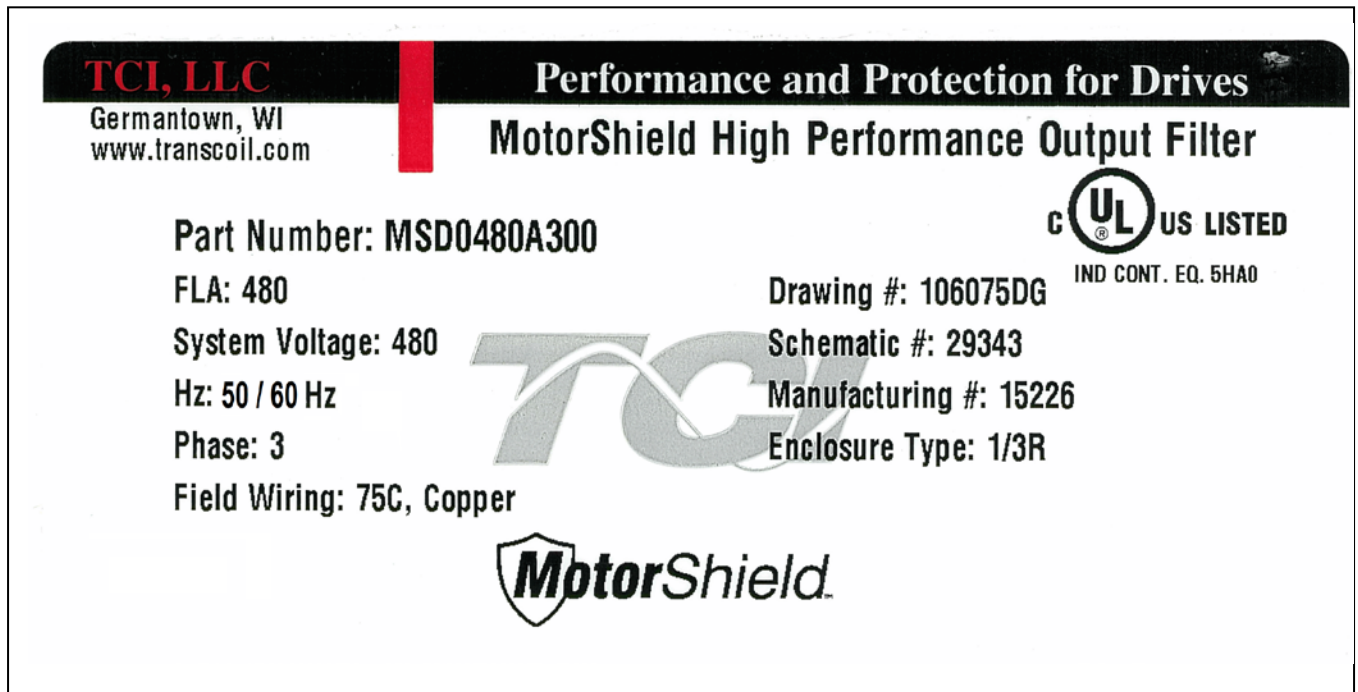 TCI, LLC
Performance and Protection for Drives
Germantown, WI
www.transcoil.com
MotorShield High Performance Output Filter
C UL® US LISTED
IND CONT. EQ. 5HA0
Part Number: MSD0480A300
FLA: 480
System Voltage: 480
Hz: 50 / 60 Hz
Phase: 3
Field Wiring: 75C, Copper
Drawing #: 106075DG
Schematic #: 29343
Manufacturing #: 15226
Enclosure Type: 1/3R
TCI
MotorShield™